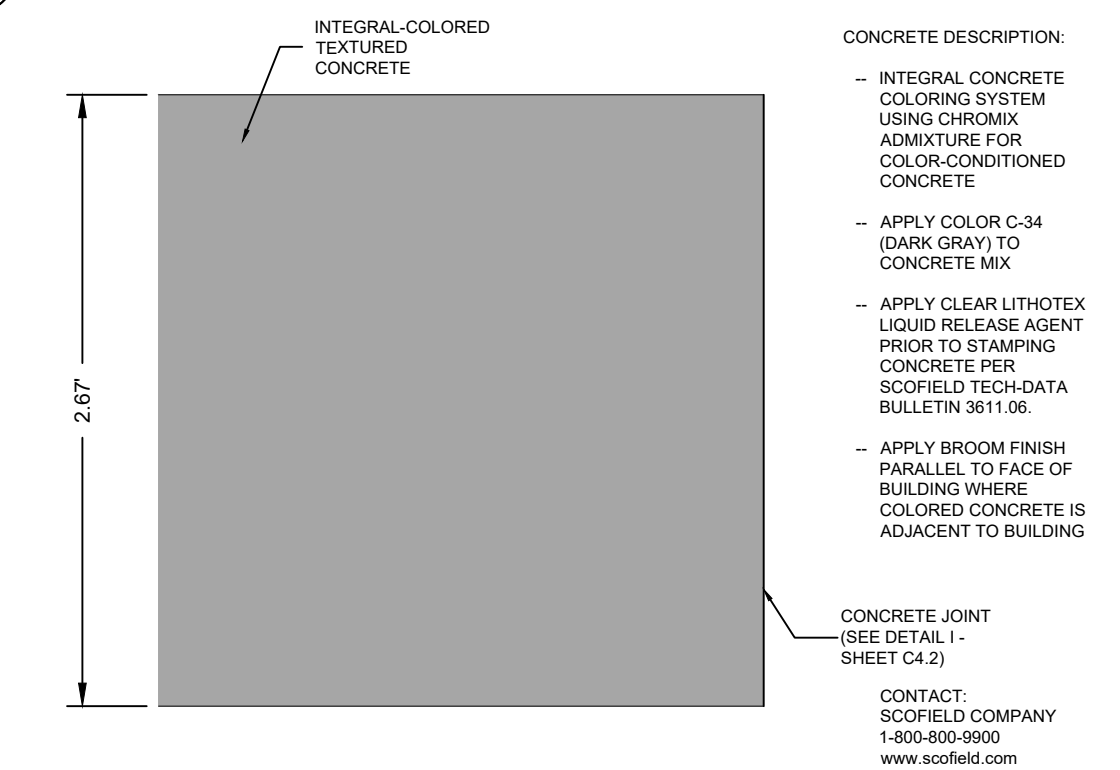 INTEGRAL-COLORED
TEXTURED
CONCRETE
2.67'
CONCRETE DESCRIPTION:
-- INTEGRAL CONCRETE
COLORING SYSTEM
USING CHROMIX
ADMIXTURE FOR
COLOR-CONDITIONED
CONCRETE
-- APPLY COLOR C-34
(DARK GRAY) TO
CONCRETE MIX
-- APPLY CLEAR LITHOTEX
LIQUID RELEASE AGENT
PRIOR TO STAMPING
CONCRETE PER
SCOFIELD TECH-DATA
BULLETIN 3611.06.
-- APPLY BROOM FINISH
PARALLEL TO FACE OF
BUILDING WHERE
COLORED CONCRETE IS
ADJACENT TO BUILDING
CONCRETE JOINT
(SEE DETAIL I -
SHEET C4.2)
CONTACT:
SCOFIELD COMPANY
1-800-800-9900
www.scofield.com